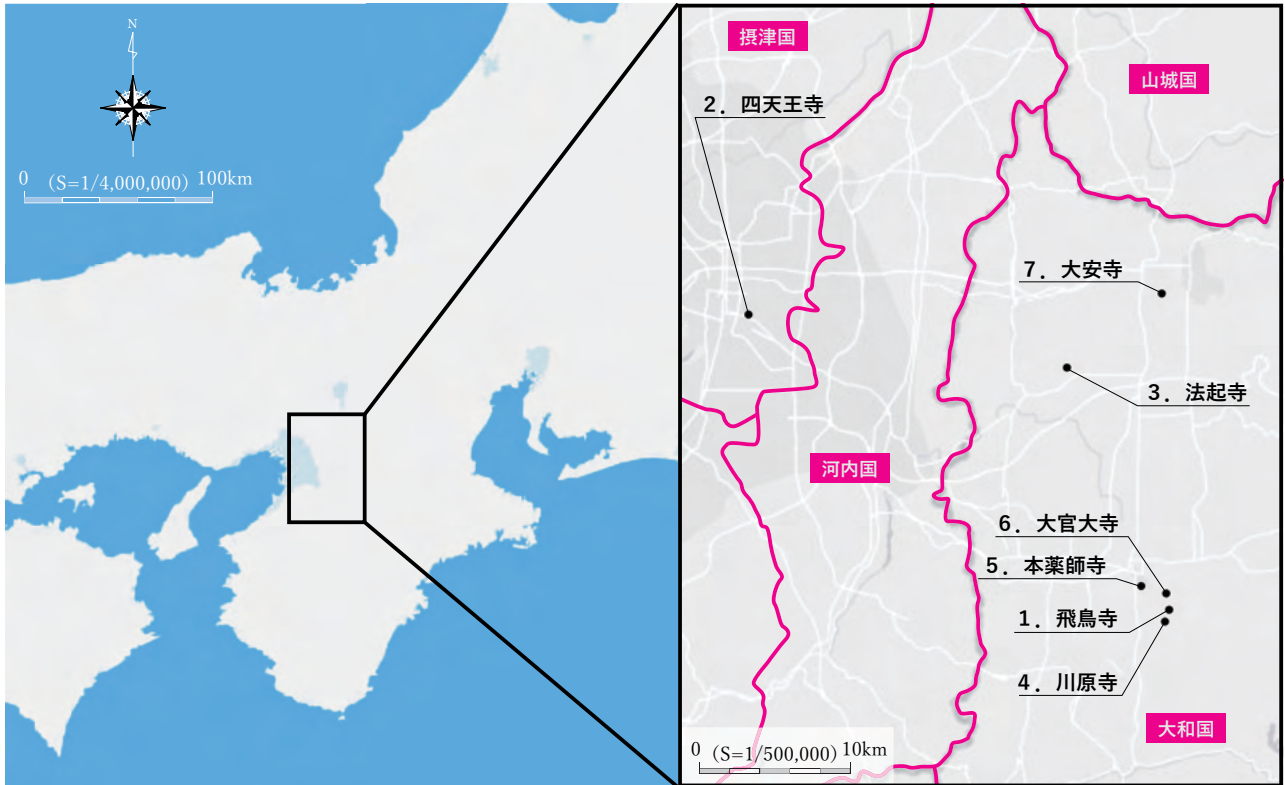 N
0 (S=1/4,000,000) 100km
摂津国
山城国
2．四天王寺
7．大安寺
3．法起寺
河内国
6．大官大寺
5．本薬師寺
1．飛鳥寺
4．川原寺
大和国
0 (S=1/500,000) 10km